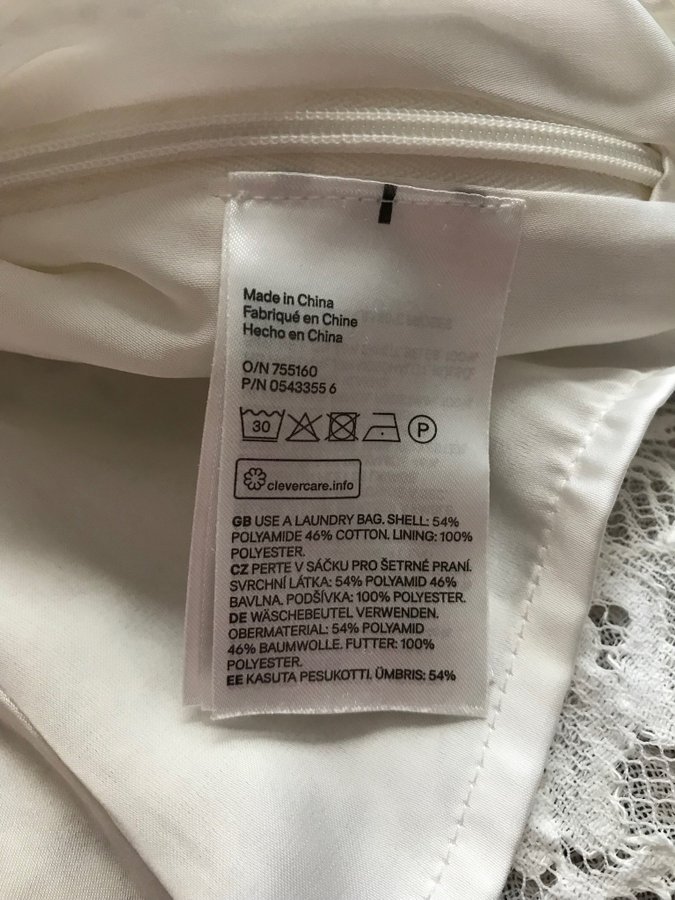 Made in China
Fabriqué en Chine
Hecho en China
O/N 755160
P/N 0543355 6
30
P
clevercare.info
GB USE A LAUNDRY BAG. SHELL: 54%
POLYAMIDE 46% COTTON. LINING: 100%
POLYESTER.
CZ PERTE V SÁČKU PRO ŠETRNÉ PRANÍ.
SVRCHNÍ LÁTKA: 54% POLYAMID 46%
BAVLNA. PODŠÍVKA: 100% POLYESTER.
DE WÄSCHEBEUTEL VERWENDEN.
OBERMATERIAL: 54% POLYAMID
46% BAUMWOLLE. FUTTER: 100%
POLYESTER.
EE KASUTA PESUKOTTI. ÜMBRIS: 54%